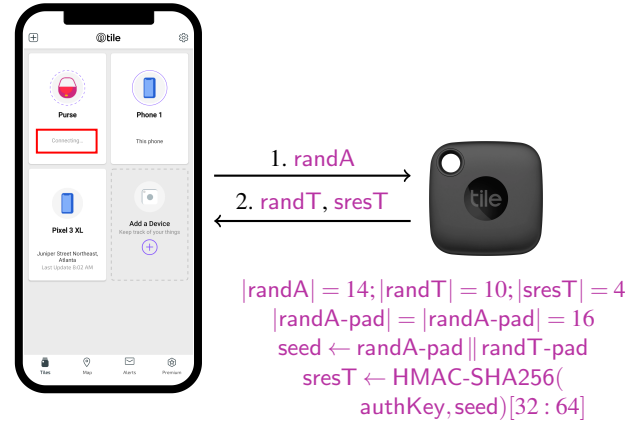 tile
Purse
Connecting...
Phone 1
This phone
Pixel 3 XL
Juniper Street Northeast,
Atlanta
Last Update 8:02 AM
Add a Device
Keep track of your things
Tiles
Map
Alerts
Premium
1. randA
2. randT, sresT
tile
|randA| = 14; |randT| = 10; |sresT| = 4
|randA-pad| = |randA-pad| = 16
seed ← randA-pad || randT-pad
sresT ← HMAC-SHA256(
authKey, seed)[32 : 64]